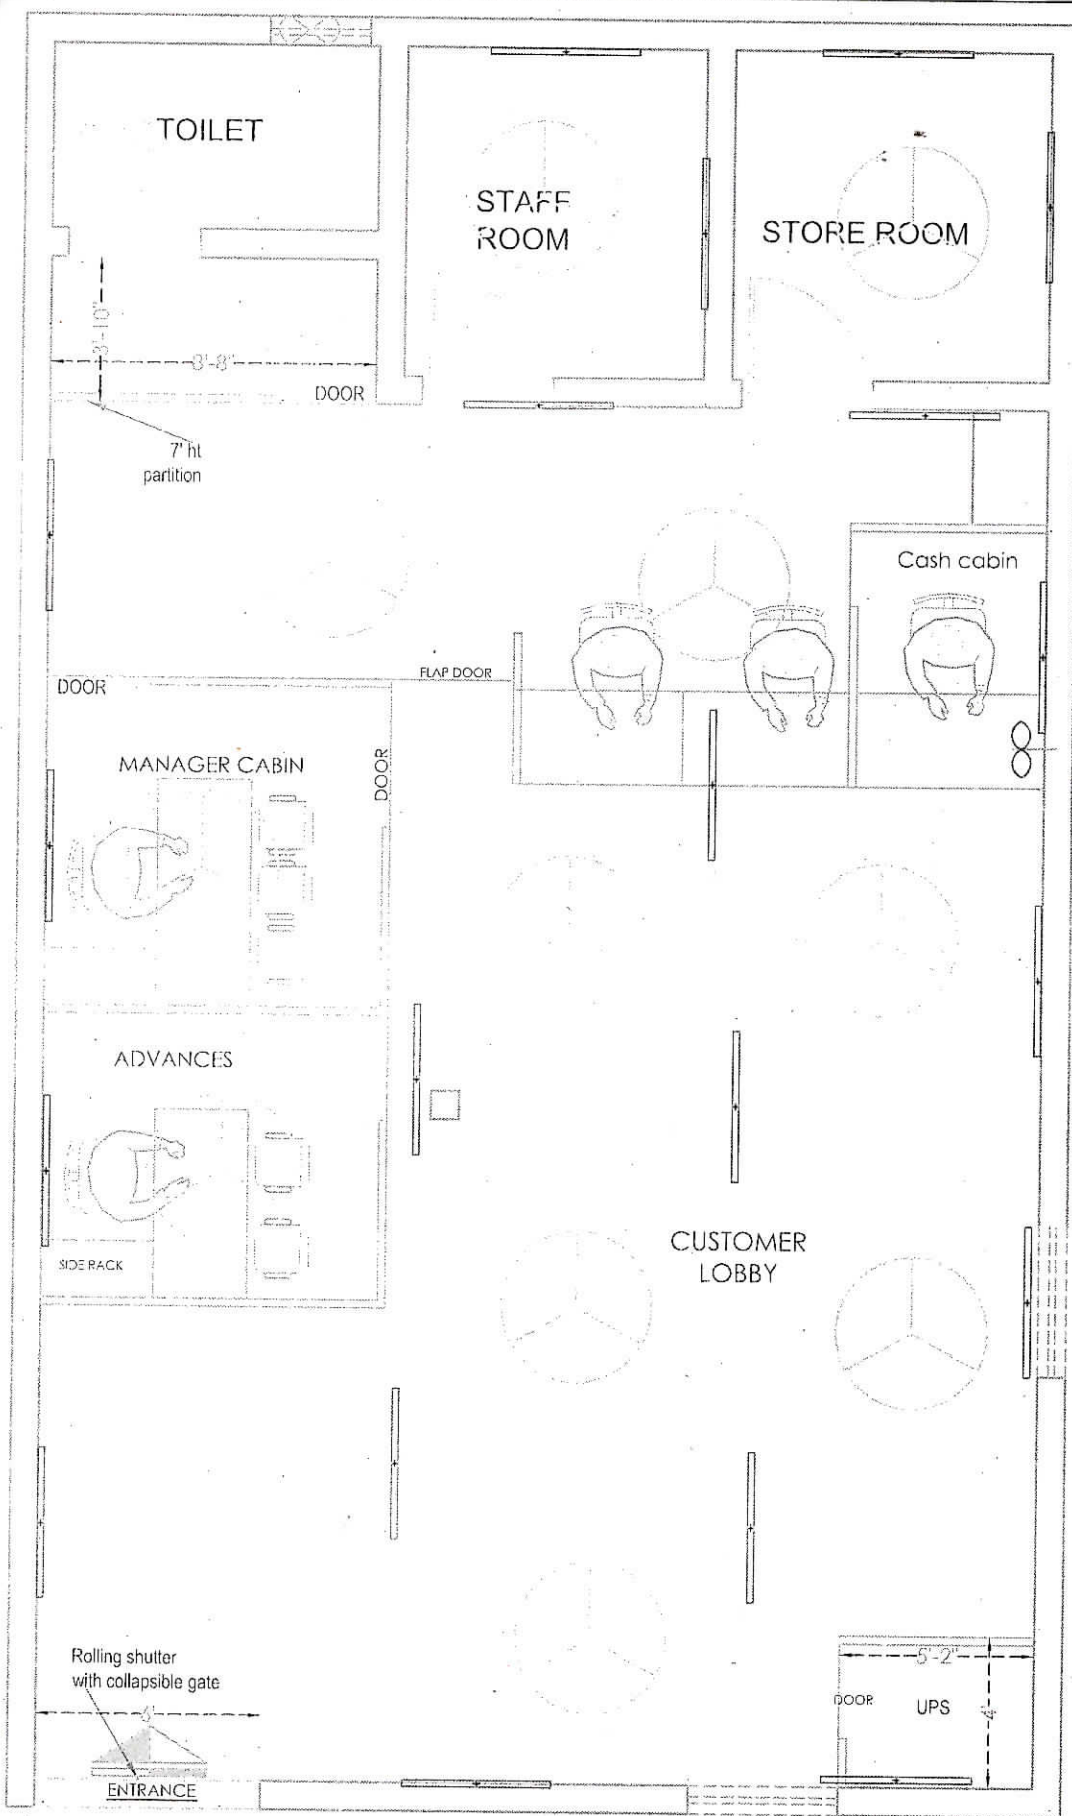 TOILET
STAFF
ROOM
STORE ROOM
3'-10"
8'-8"
DOOR
7' ht
partition
Cash cabin
FLAP DOOR
DOOR
MANAGER CABIN
DOOR
ADVANCES
SIDE RACK
CUSTOMER
LOBBY
Rolling shutter
with collapsible gate
6'
ENTRANCE
5'-2"
DOOR
UPS
4'